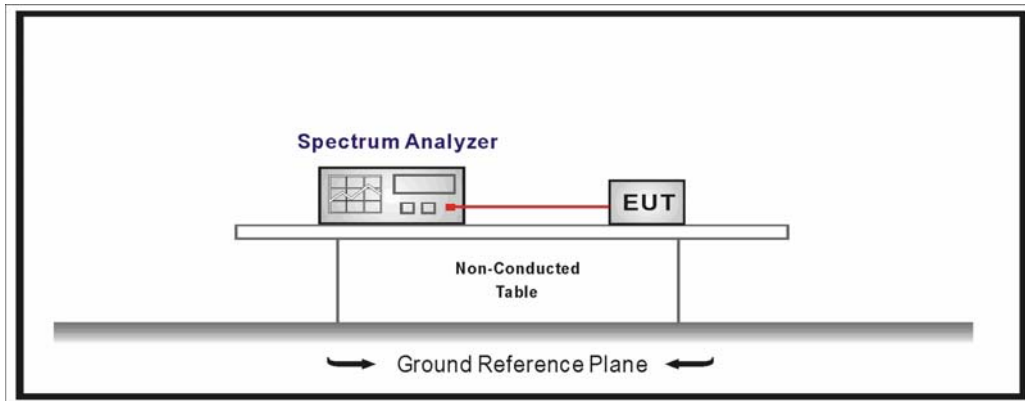 Spectrum Analyzer
EUT
Non-Conducted
Table
Ground Reference Plane